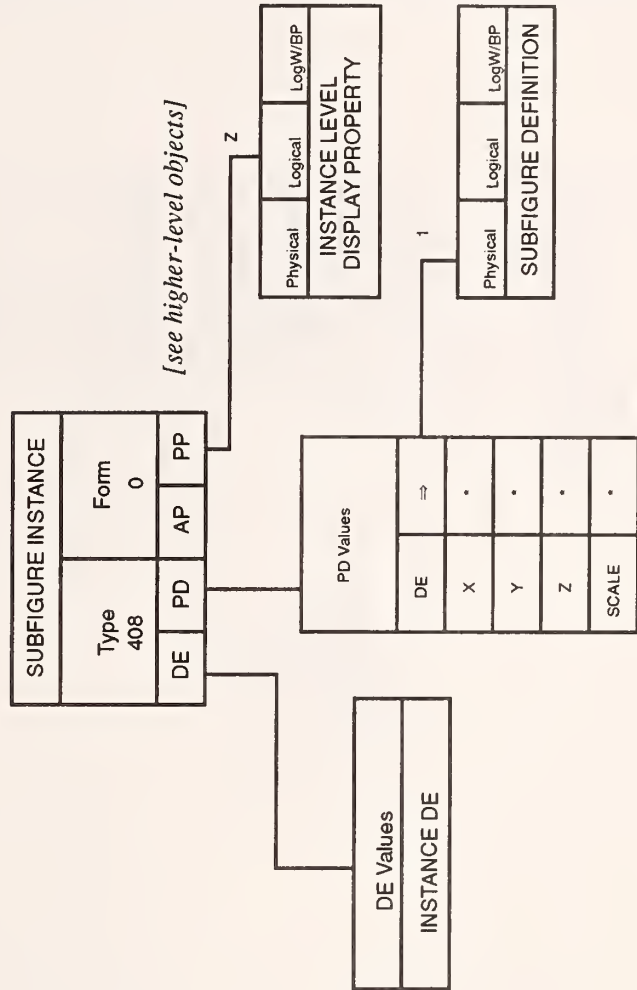 SUBFIGURE INSTANCE
Type
408
Form
0
DE PD AP PP
[see higher-level objects]
Z
Physical Logical LogW/BP
INSTANCE LEVEL
DISPLAY PROPERTY
DE Values
INSTANCE DE
PD Values
DE ⇒
X *
Y *
Z *
SCALE *
1
Physical Logical LogW/BP
SUBFIGURE DEFINITION